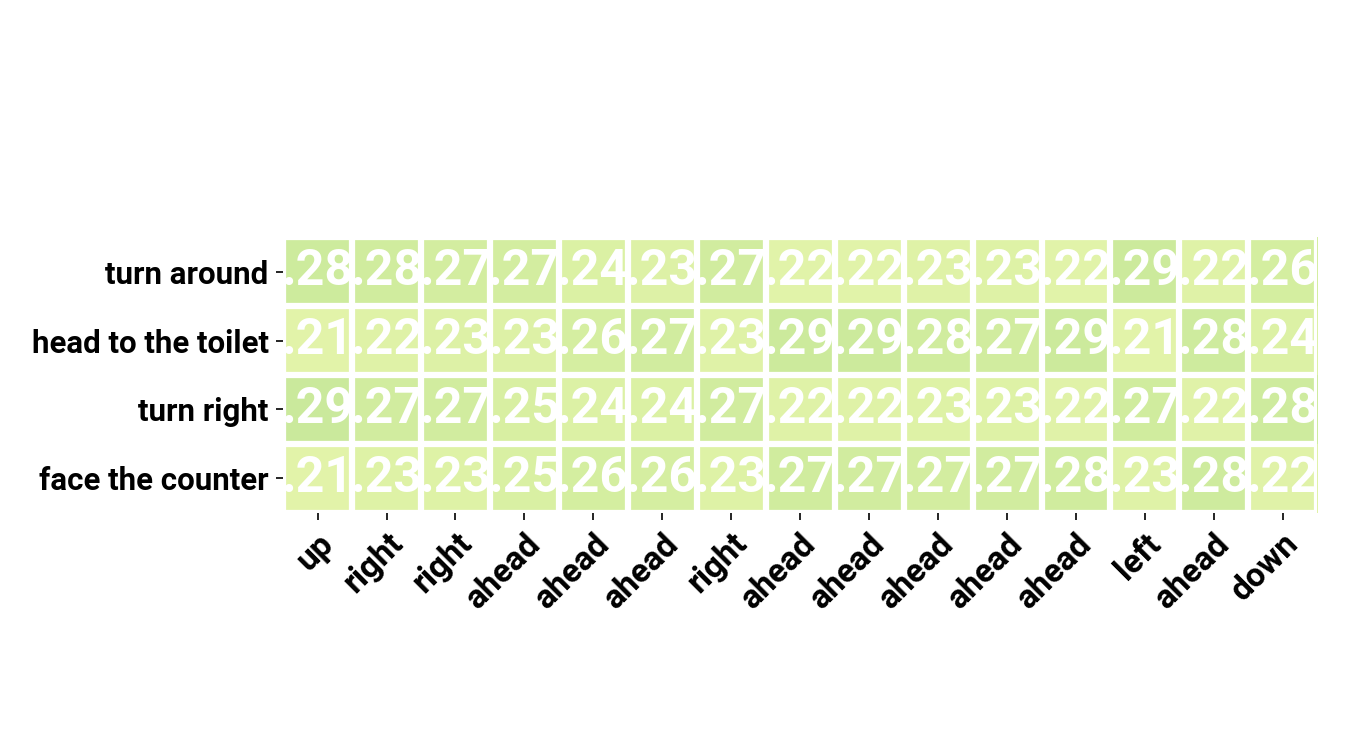 turn around .28 .28 .27 .27 .24 .23 .27 .22 .22 .23 .23 .22 .29 .22 .26
head to the toilet .21 .22 .23 .23 .26 .27 .23 .29 .29 .28 .27 .29 .21 .28 .24
turn right .29 .27 .27 .25 .24 .24 .27 .22 .22 .23 .23 .22 .27 .22 .28
face the counter .21 .23 .23 .25 .26 .26 .23 .27 .27 .27 .27 .28 .23 .28 .22
up right right ahead ahead ahead right ahead ahead ahead ahead ahead left ahead down